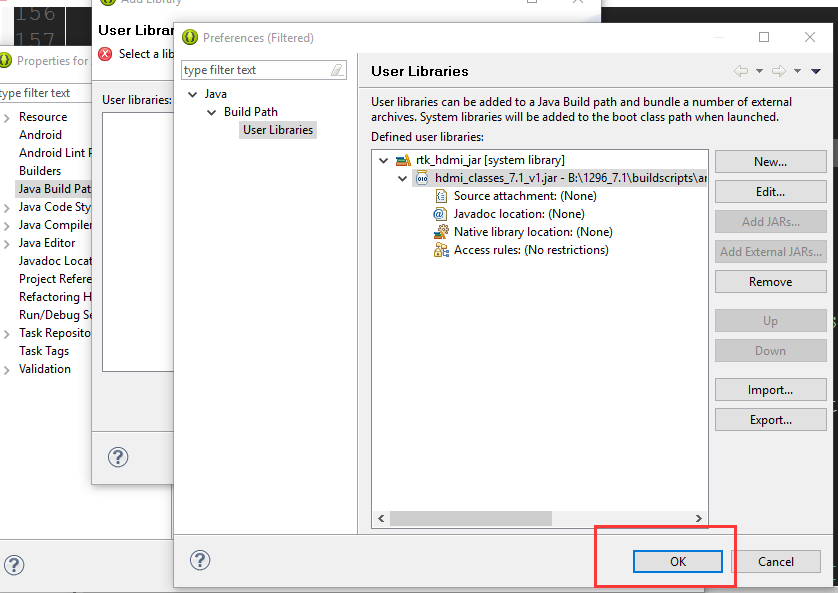 156
157
Add Library
User Librar
Select a lib
User libraries:
Properties for
type filter text
Resource
Android
Android Lint P
Builders
Java Build Pat
Java Code Sty
Java Compiler
Java Editor
Javadoc Locat
Project Refere
Refactoring H
Run/Debug Se
Task Reposito
Task Tags
Validation
Preferences (Filtered)
type filter text
Java
Build Path
User Libraries
User Libraries
User libraries can be added to a Java Build path and bundle a number of external
archives. System libraries will be added to the boot class path when launched.
Defined user libraries:
rtk_hdmi_jar [system library]
hdmi_classes_7.1_v1.jar - B:\1296_7.1\buildscripts\ar
Source attachment: (None)
Javadoc location: (None)
Native library location: (None)
Access rules: (No restrictions)
New...
Edit...
Add JARs...
Add External JARs...
Remove
Up
Down
Import...
Export...
OK
Cancel